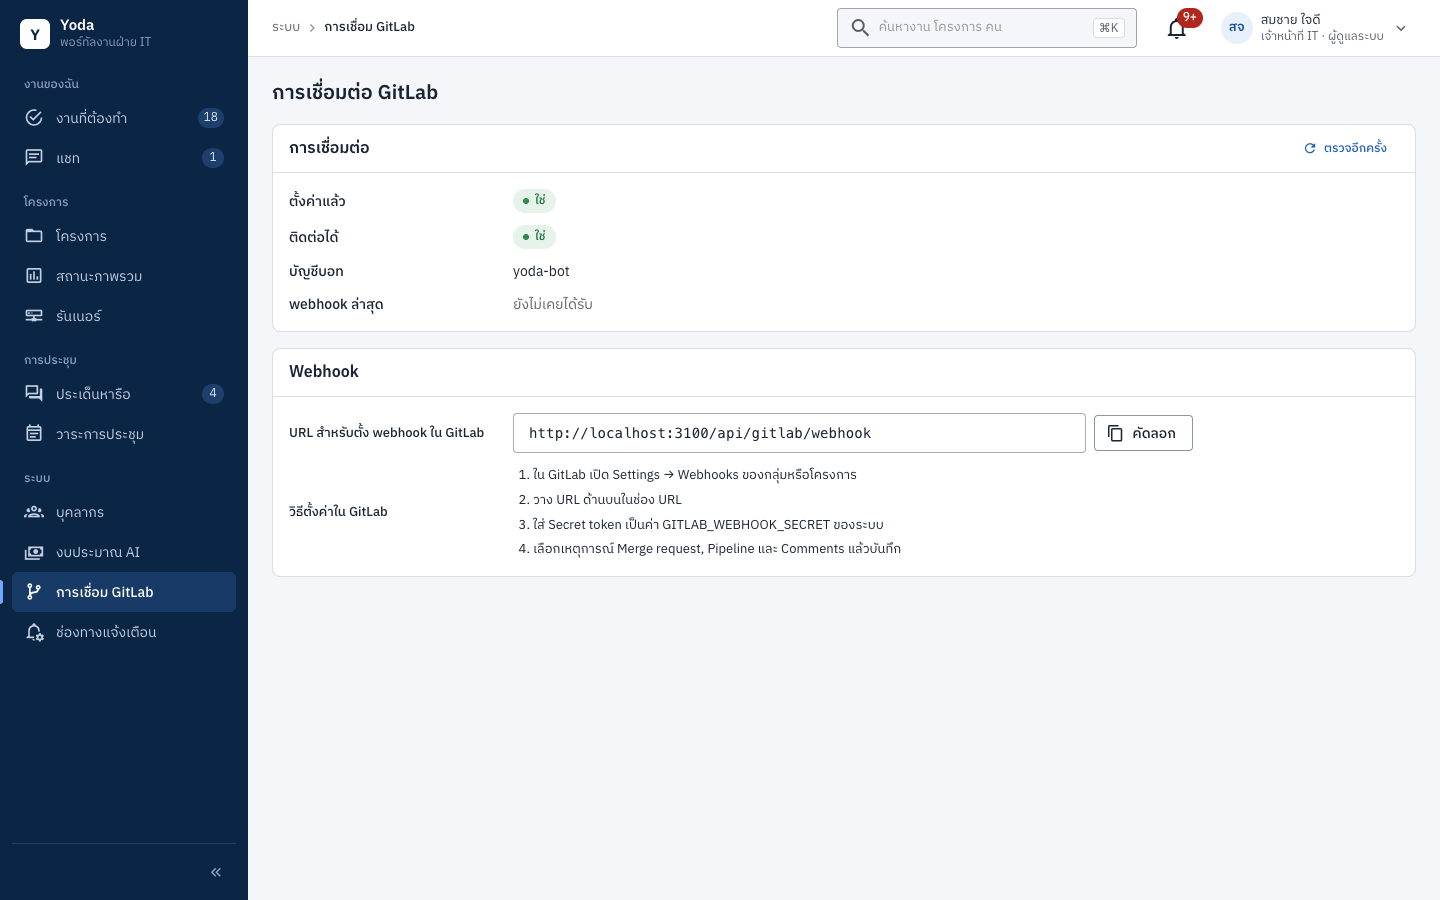 Y
Yoda
พอร์ทัลงานฝ่าย IT
งานของฉัน
งานที่ต้องทำ 18
แชท 1
โครงการ
โครงการ
สถานะภาพรวม
รันเนอร์
การประชุม
ประเด็นหารือ 4
วาระการประชุม
ระบบ
บุคลากร
งบประมาณ AI
การเชื่อม GitLab
ช่องทางแจ้งเตือน
ระบบ › การเชื่อม GitLab
ค้นหางาน โครงการ คน ⌘K
9+
สจ
สมชาย ใจดี
เจ้าหน้าที่ IT · ผู้ดูแลระบบ
การเชื่อมต่อ GitLab
การเชื่อมต่อ
ตรวจอีกครั้ง
ตั้งค่าแล้ว ใช่
ติดต่อได้ ใช่
บัญชีบอท yoda-bot
webhook ล่าสุด ยังไม่เคยได้รับ
Webhook
URL สำหรับตั้ง webhook ใน GitLab http://localhost:3100/api/gitlab/webhook คัดลอก
วิธีตั้งค่าใน GitLab
1. ใน GitLab เปิด Settings → Webhooks ของกลุ่มหรือโครงการ
2. วาง URL ด้านบนในช่อง URL
3. ใส่ Secret token เป็นค่า GITLAB_WEBHOOK_SECRET ของระบบ
4. เลือกเหตุการณ์ Merge request, Pipeline และ Comments แล้วบันทึก